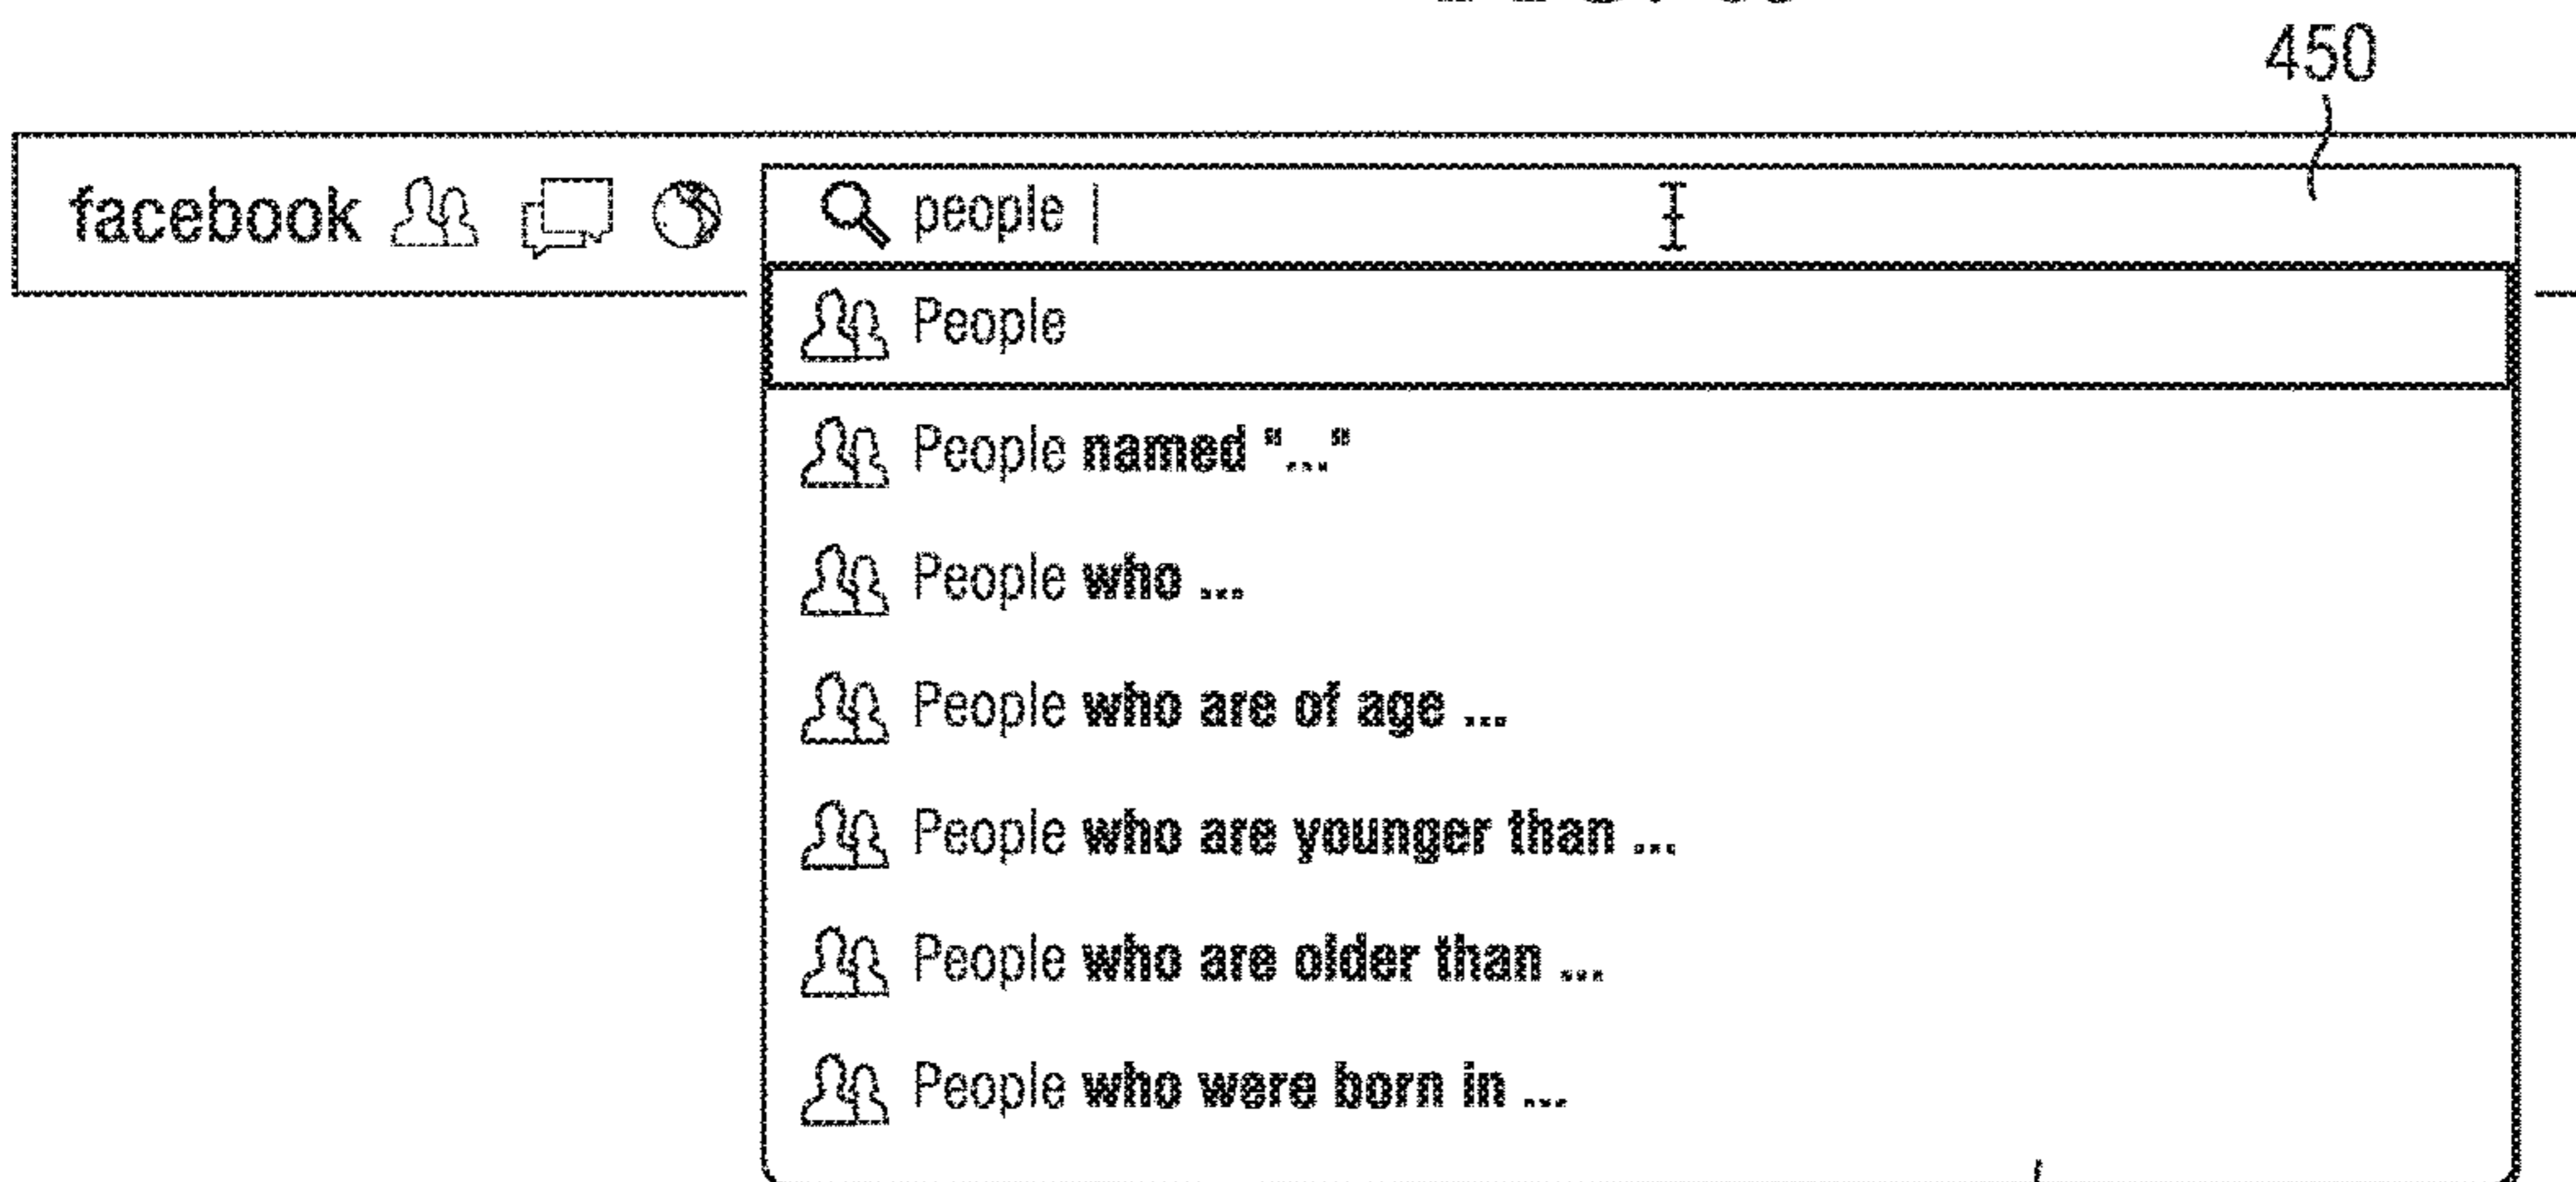 450
facebook people
People
People named "..."
People who ...
People who are of age ...
People who are younger than ...
People who are older than ...
People who were born in ...